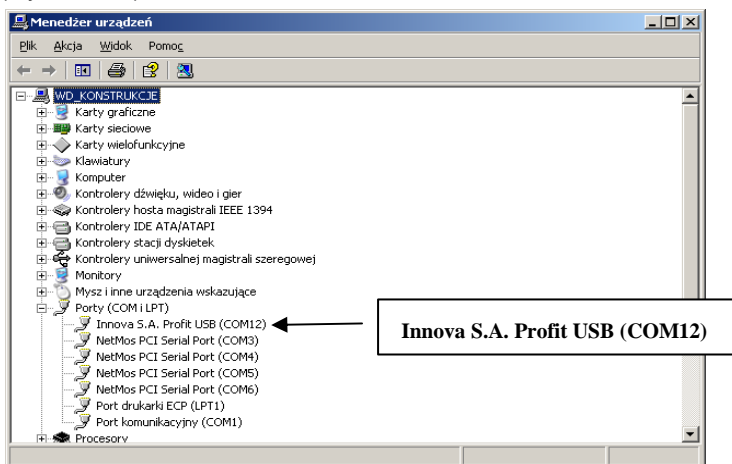 Menedżer urządzeń
Plik Akcja Widok Pomoc
WD_KONSTRUKCJE
Karty graficzne
Karty sieciowe
Karty wielofunkcyjne
Klawiatury
Komputer
Kontrolery dźwięku, wideo i gier
Kontrolery hosta magistrali IEEE 1394
Kontrolery IDE ATA/ATAPI
Kontrolery stacji dyskietek
Kontrolery uniwersalnej magistrali szeregowej
Monitory
Mysz i inne urządzenia wskazujące
Porty (COM i LPT)
Innova S.A. Profit USB (COM12)
Innova S.A. Profit USB (COM12)
NetMos PCI Serial Port (COM3)
NetMos PCI Serial Port (COM4)
NetMos PCI Serial Port (COM5)
NetMos PCI Serial Port (COM6)
Port drukarki ECP (LPT1)
Port komunikacyjny (COM1)
Procesory